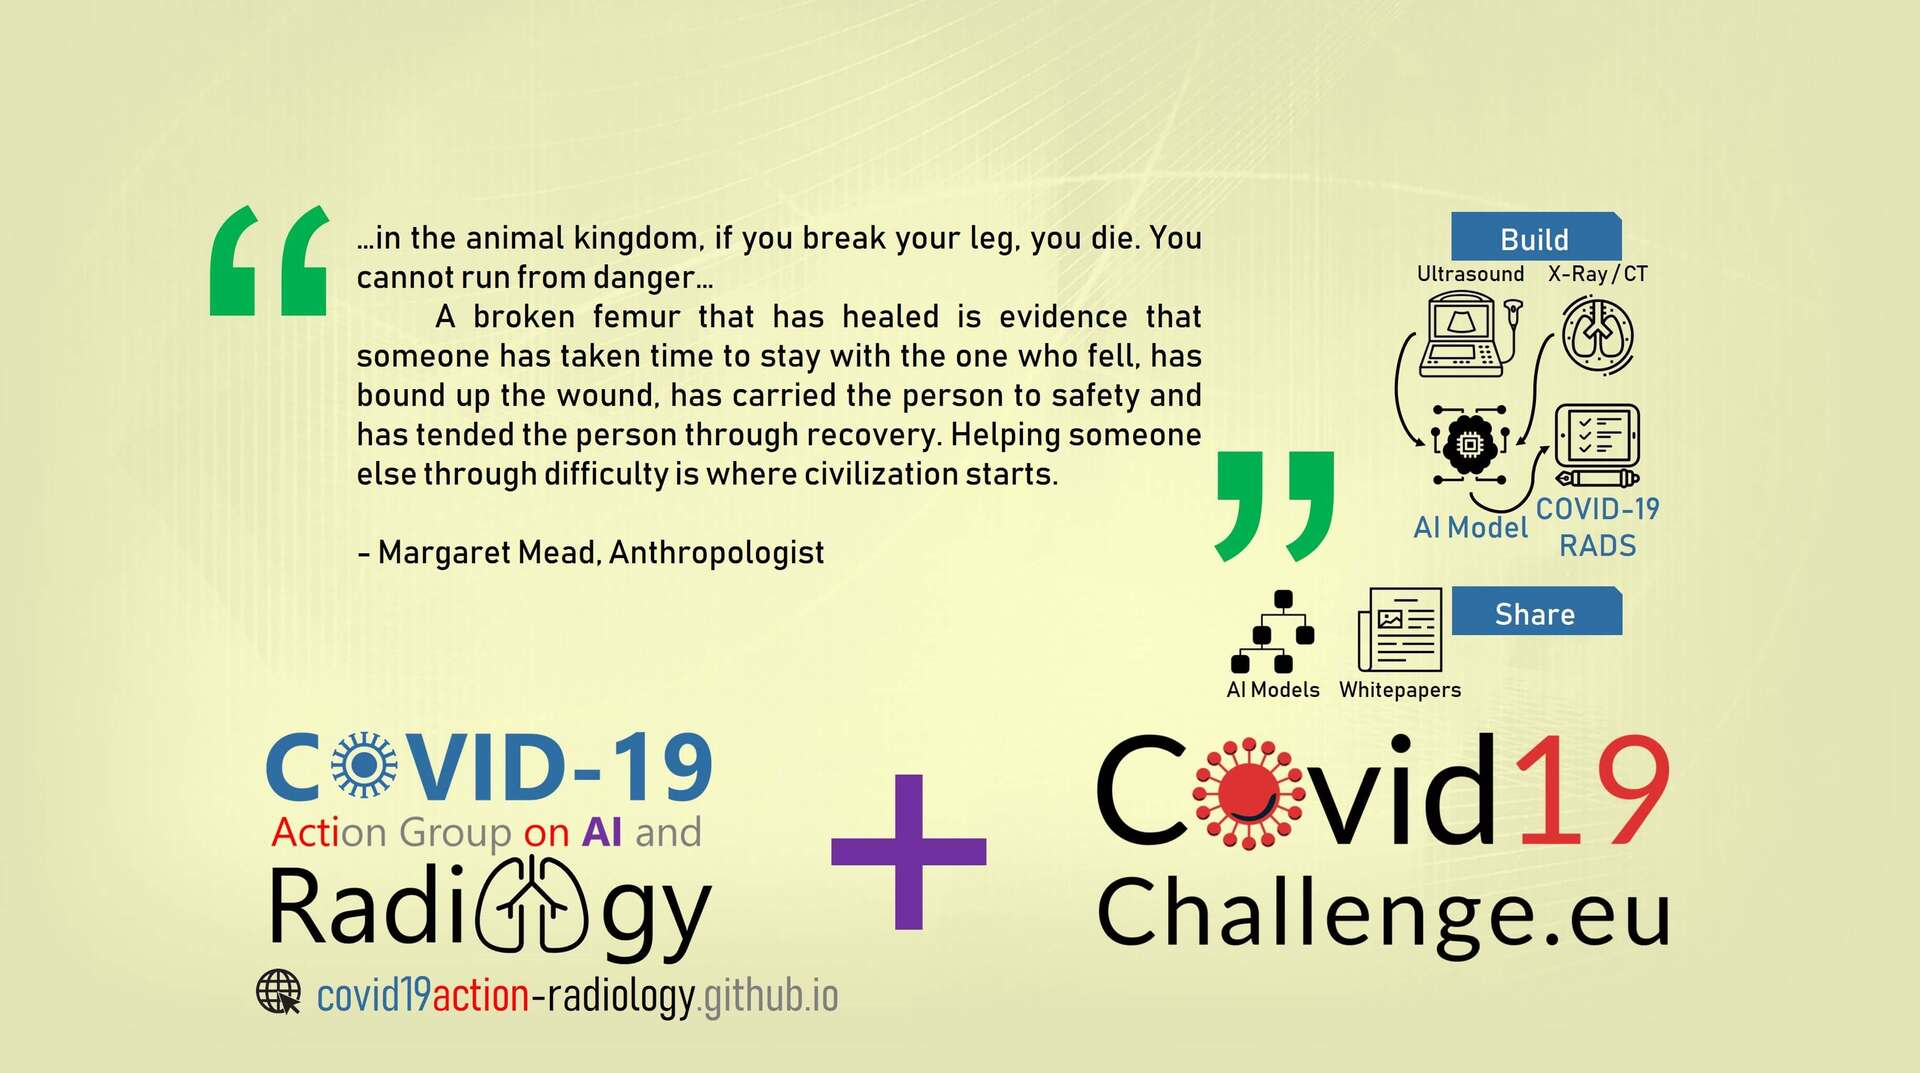 ...in the animal kingdom, if you break your leg, you die. You
cannot run from danger...
A broken femur that has healed is evidence that
someone has taken time to stay with the one who fell, has
bound up the wound, has carried the person to safety and
has tended the person through recovery. Helping someone
else through difficulty is where civilization starts.
- Margaret Mead, Anthropologist
Build
Ultrasound X-Ray / CT
AI Model
COVID-19
RADS
Share
AI Models Whitepapers
COVID-19
Action Group on AI and
Radiology
covid19action-radiology.github.io
+
Covid19
Challenge.eu